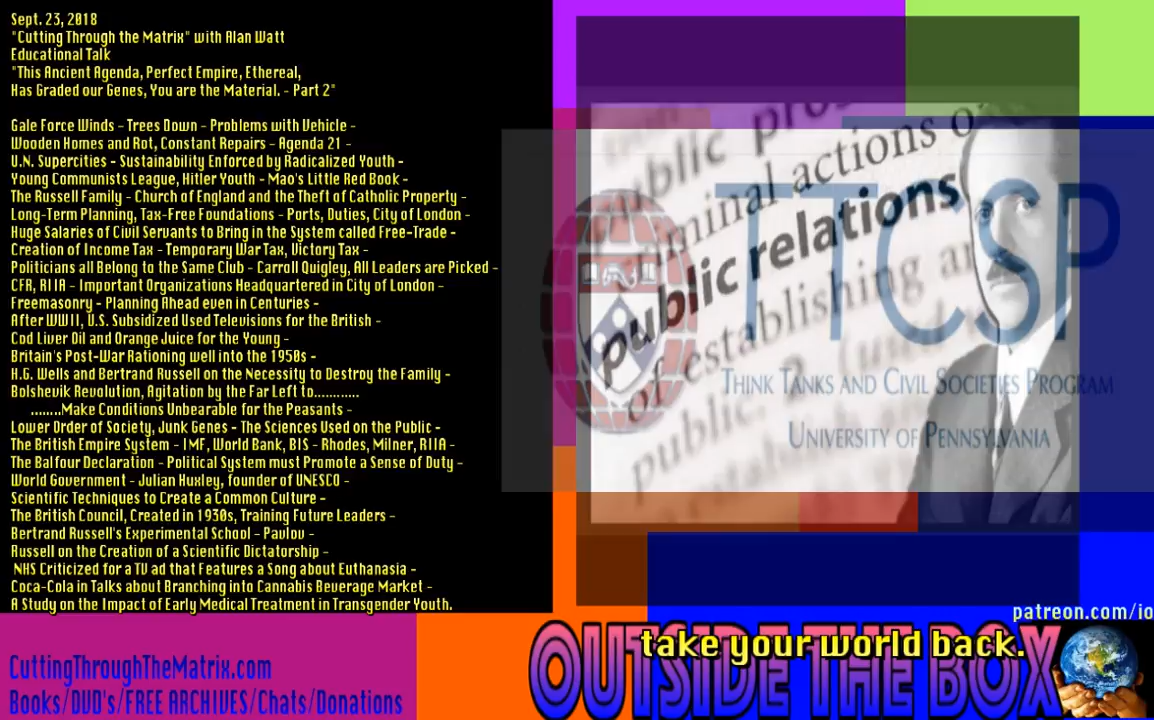 Sept. 23, 2018
"Cutting Through the Matrix" with Alan Watt
Educational Talk
"This Ancient Agenda, Perfect Empire, Ethereal,
Has Graded our Genes, You are the Material. - Part 2"
Gale Force Winds - Trees Down - Problems with Vehicle -
Wooden Homes and Rot, Constant Repairs - Agenda 21 -
U.N. Supercities - Sustainability Enforced by Radicalized Youth -
Young Communists League, Hitler Youth - Mao's Little Red Book -
The Russell Family - Church of England and the Theft of Catholic Property -
Long-Term Planning, Tax-Free Foundations - Ports, Duties, City of London -
Huge Salaries of Civil Servants to Bring in the System called Free-Trade -
Creation of Income Tax - Temporary War Tax, Victory Tax -
Politicians all Belong to the Same Club - Carroll Quigley, All Leaders are Picked -
CFR, RIIA - Important Organizations Headquartered in City of London -
Freemasonry - Planning Ahead even in Centuries -
After WWII, U.S. Subsidized Used Televisions for the British -
Cod Liver Oil and Orange Juice for the Young -
Britain's Post-War Rationing well into the 1950s -
H.G. Wells and Bertrand Russell on the Necessity to Destroy the Family -
Bolshevik Revolution, Agitation by the Far Left to............
........Make Conditions Unbearable for the Peasants -
Lower Order of Society, Junk Genes - The Sciences Used on the Public -
The British Empire System - IMF, World Bank, BIS - Rhodes, Milner, RIIA -
The Balfour Declaration - Political System must Promote a Sense of Duty -
World Government - Julian Huxley, founder of UNESCO -
Scientific Techniques to Create a Common Culture -
The British Council, Created in 1930s, Training Future Leaders -
Bertrand Russell's Experimental School - Pavlov -
Russell on the Creation of a Scientific Dictatorship -
NHS Criticized for a TV ad that Features a Song about Euthanasia -
Coca-Cola in Talks about Branching into Cannabis Beverage Market -
A Study on the Impact of Early Medical Treatment in Transgender Youth.
CuttingThroughTheMatrix.com
Books/DVD's/FREE ARCHIVES/Chats/Donations
public
criminal actions
public relations
of establishing
public.
TTCSP
THINK TANKS AND CIVIL SOCIETIES PROGRAM
UNIVERSITY OF PENNSYLVANIA
patreon.com/io
take your world back.
OUTSIDE THE BOX